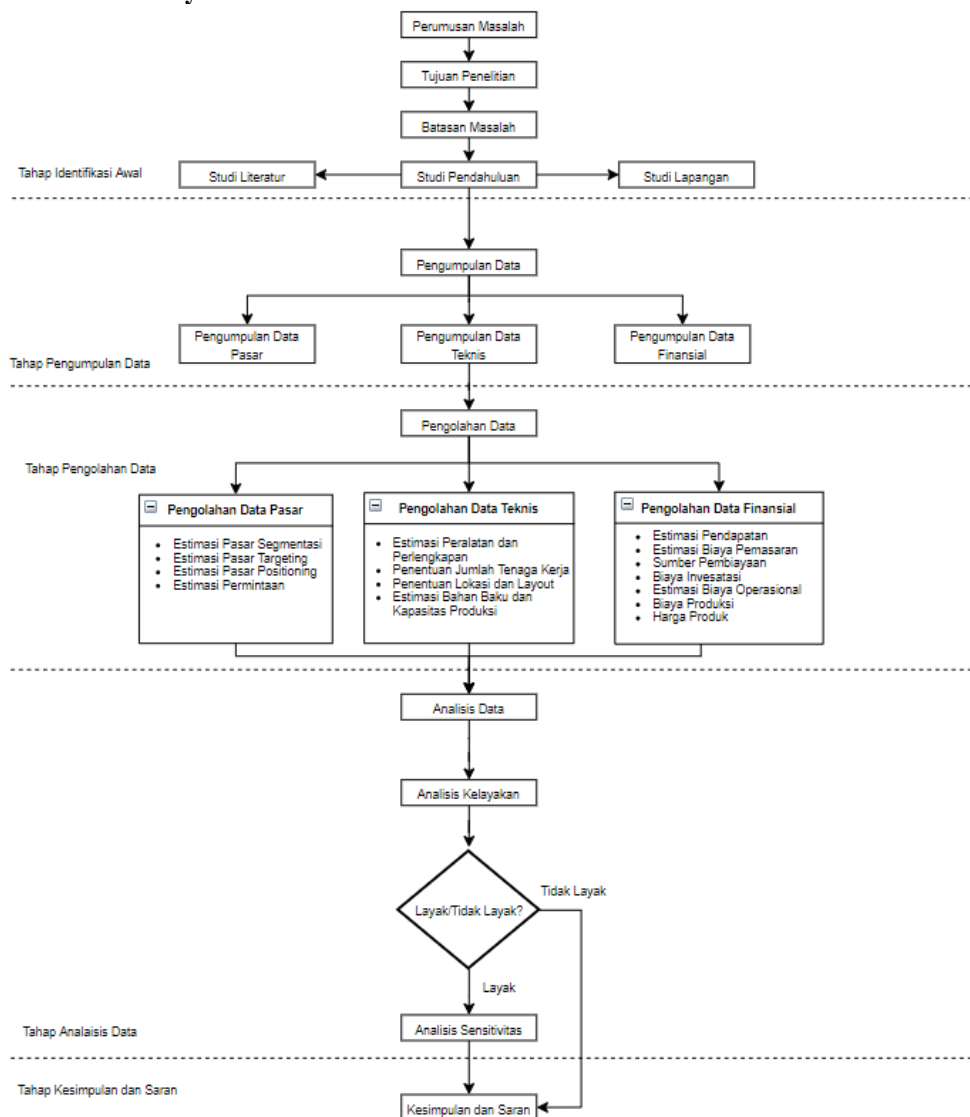 Perumusan Masalah
Tujuan Penelitian
Batasan Masalah
Tahap Identifikasi Awal
Studi Literatur
Studi Pendahuluan
Studi Lapangan
Pengumpulan Data
Pengumpulan Data
Pasar
Pengumpulan Data
Teknis
Pengumpulan Data
Finansial
Tahap Pengumpulan Data
Pengolahan Data
Tahap Pengolahan Data
Pengolahan Data Pasar
• Estimasi Pasar Segmentasi
• Estimasi Pasar Targeting
• Estimasi Pasar Positioning
• Estimasi Permintaan
Pengolahan Data Teknis
• Estimasi Peralatan dan
Perlengkapan
• Penentuan Jumlah Tenaga Kerja
• Penentuan Lokasi dan Layout
• Estimasi Bahan Baku dan
Kapasitas Produksi
Pengolahan Data Finansial
• Estimasi Pendapatan
• Estimasi Biaya Pemasaran
• Sumber Pembiayaan
• Biaya Invesatasi
• Estimasi Biaya Operasional
• Biaya Produksi
• Harga Produk
Analisis Data
Analisis Kelayakan
Layak/Tidak Layak?
Tidak Layak
Layak
Analisis Sensitivitas
Tahap Analaisis Data
Tahap Kesimpulan dan Saran
Kesimpulan dan Saran